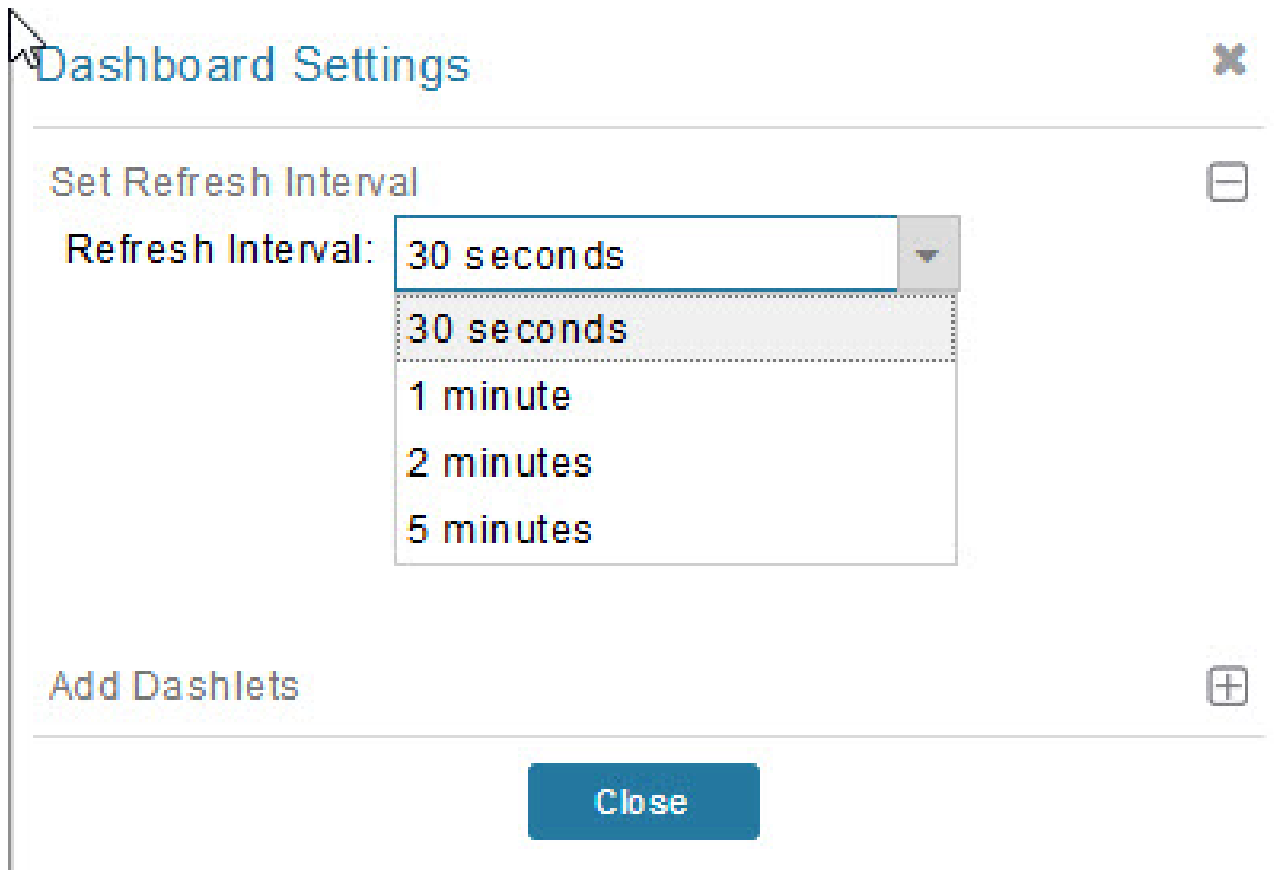 Dashboard Settings
Set Refresh Interval
Refresh Interval: 30 seconds
30 seconds
1 minute
2 minutes
5 minutes
Add Dashlets
Close